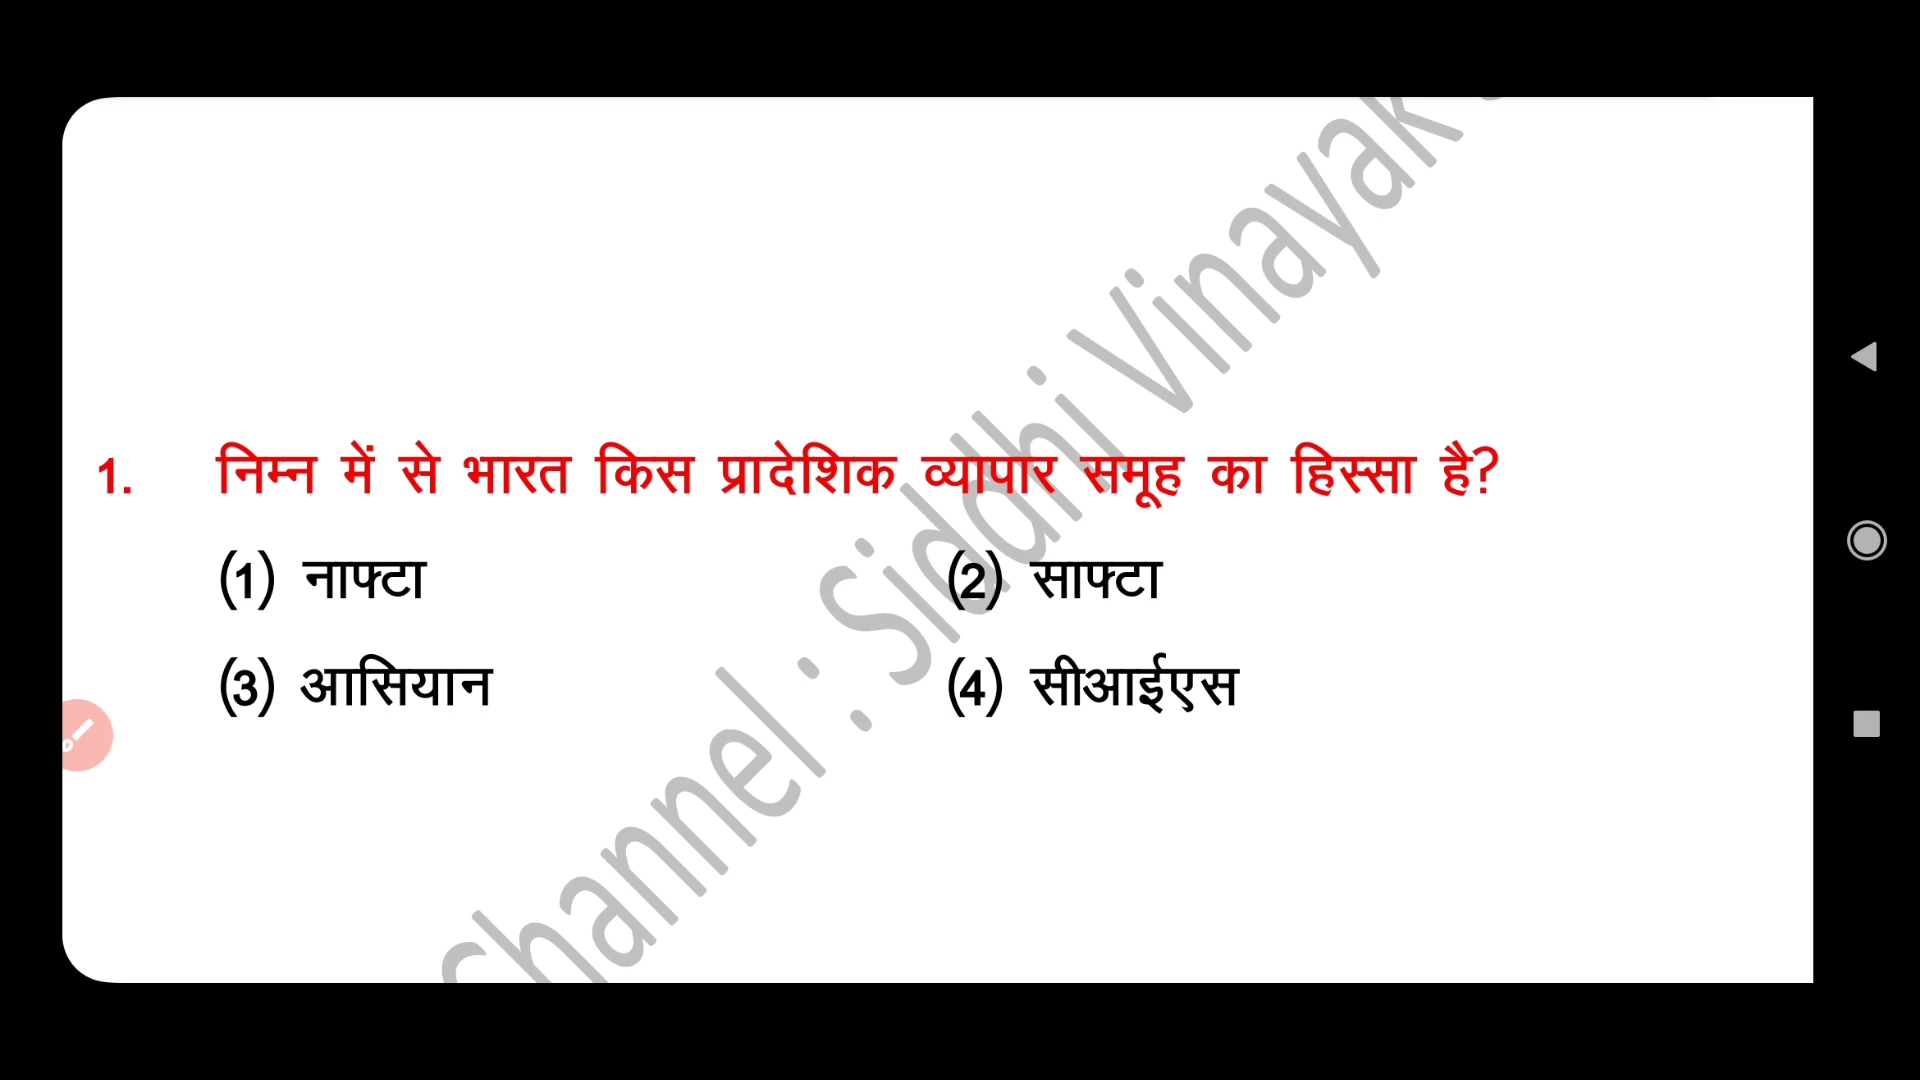 1. निम्न में से भारत किस प्रादेशिक व्यापार समूह का हिस्सा है?
(1) नाफ्टा (2) साफ्टा
(3) आसियान (4) सीआईएस
Channel : Siddhi Vinayak